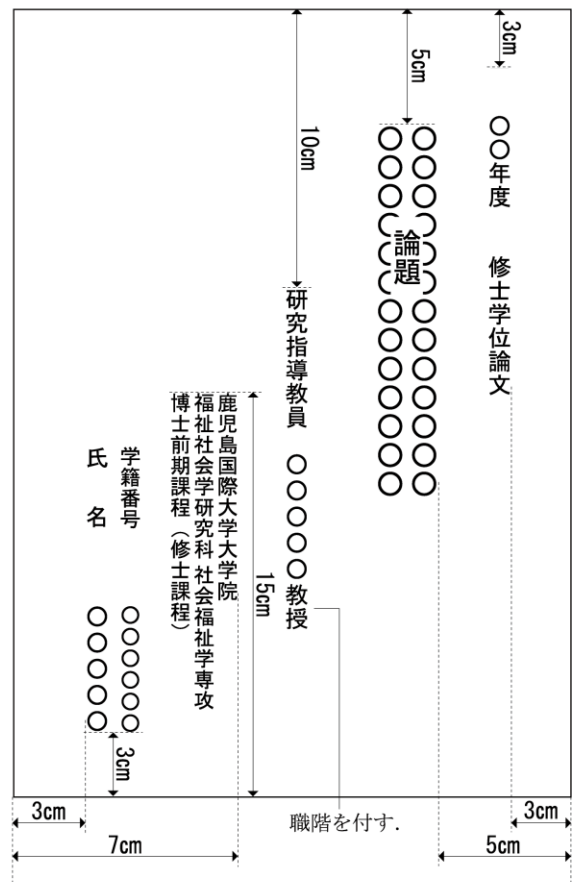 3cm
○○年度　修士学位論文
5cm
○○○○○○○○○○○○○
○○○○○○○○○○○○○
論題
10cm
研究指導教員　○○○○○教授
15cm
鹿児島国際大学大学院
福祉社会学研究科 社会福祉学専攻
博士前期課程（修士課程）
学籍番号　○○○○○○
氏　名　○○○○○
3cm
職階を付す.
3cm
3cm
7cm
5cm